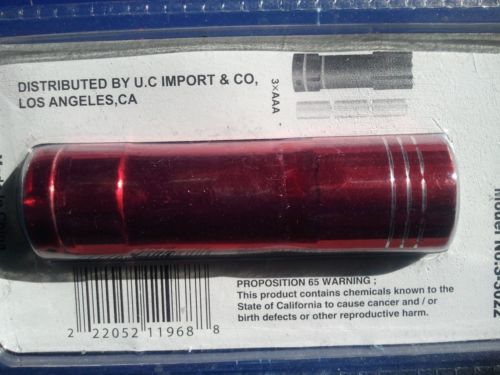 DISTRIBUTED BY U.C IMPORT & CO,
LOS ANGELES,CA
3×AAA
PROPOSITION 65 WARNING ;
This product contains chemicals known to the
State of California to cause cancer and / or
birth defects or other reproductive harm.
2 22052 11968 8